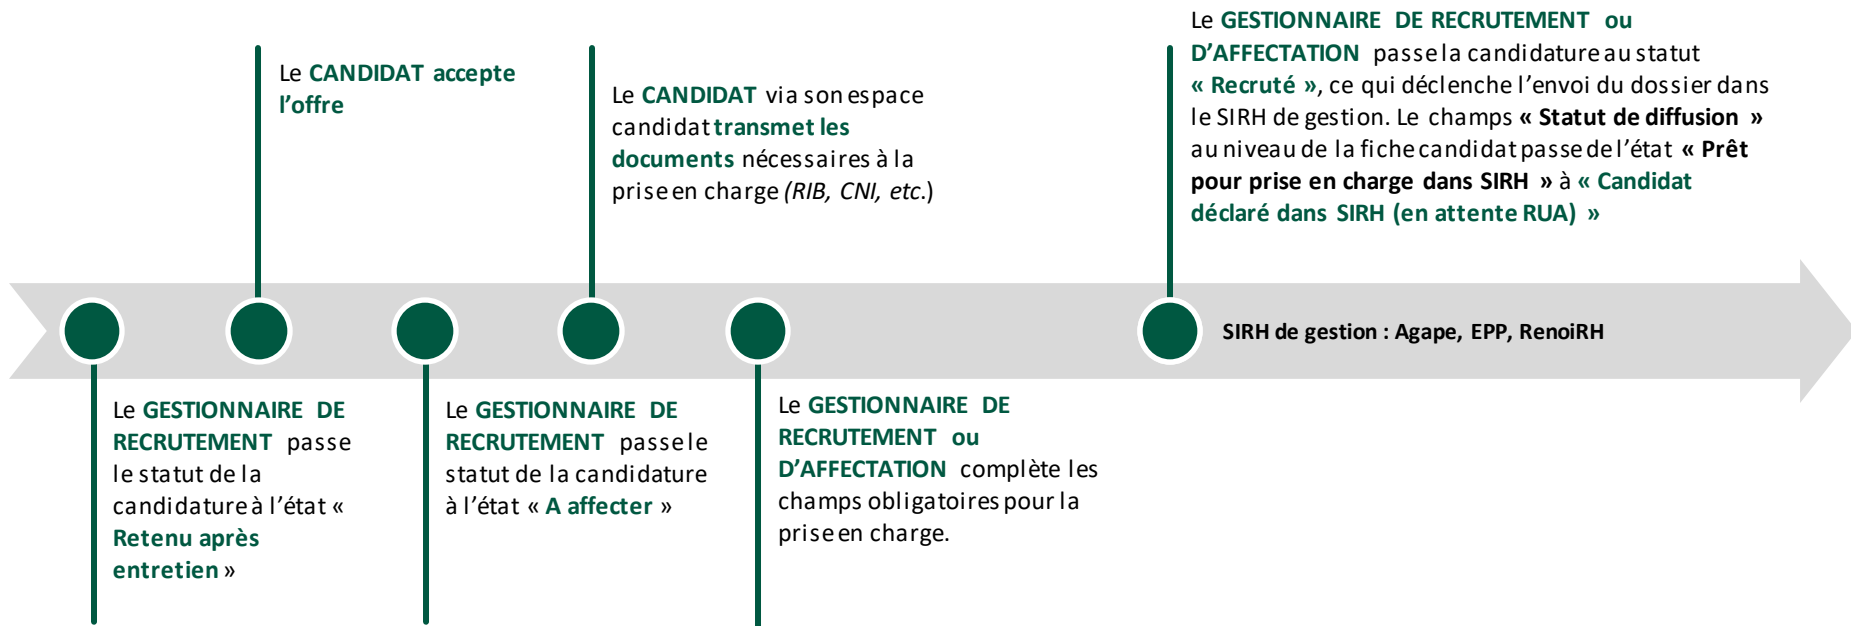 Le CANDIDAT accepte
l’offre
Le CANDIDAT via son espace
candidat transmet les
documents nécessaires à la
prise en charge (RIB, CNI, etc.)
Le GESTIONNAIRE DE RECRUTEMENT ou
D’AFFECTATION passe la candidature au statut
« Recruté », ce qui déclenche l’envoi du dossier dans
le SIRH de gestion. Le champs « Statut de diffusion »
au niveau de la fiche candidat passe de l’état « Prêt
pour prise en charge dans SIRH » à « Candidat
déclaré dans SIRH (en attente RUA) »
SIRH de gestion : Agape, EPP, RenoiRH
Le GESTIONNAIRE DE
RECRUTEMENT passe
le statut de la
candidature à l’état «
Retenu après
entretien »
Le GESTIONNAIRE DE
RECRUTEMENT passe le
statut de la candidature
à l’état « A affecter »
Le GESTIONNAIRE DE
RECRUTEMENT ou
D’AFFECTATION complète les
champs obligatoires pour la
prise en charge.